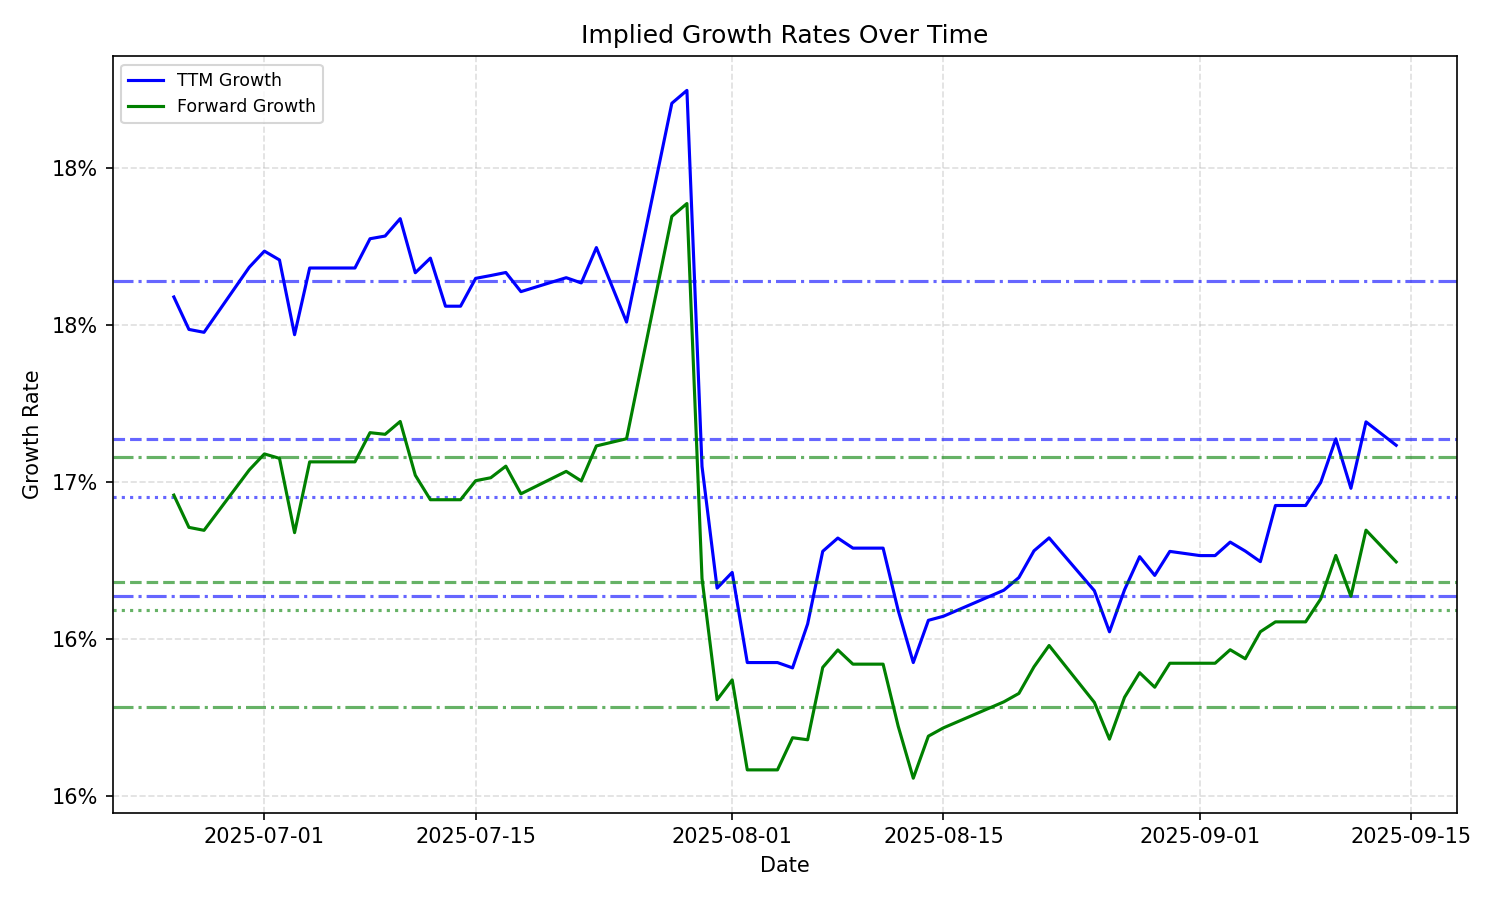 Implied Growth Rates Over Time
TTM Growth
Forward Growth
18%
18%
17%
16%
16%
Growth Rate
2025-07-01
2025-07-15
2025-08-01
2025-08-15
2025-09-01
2025-09-15
Date